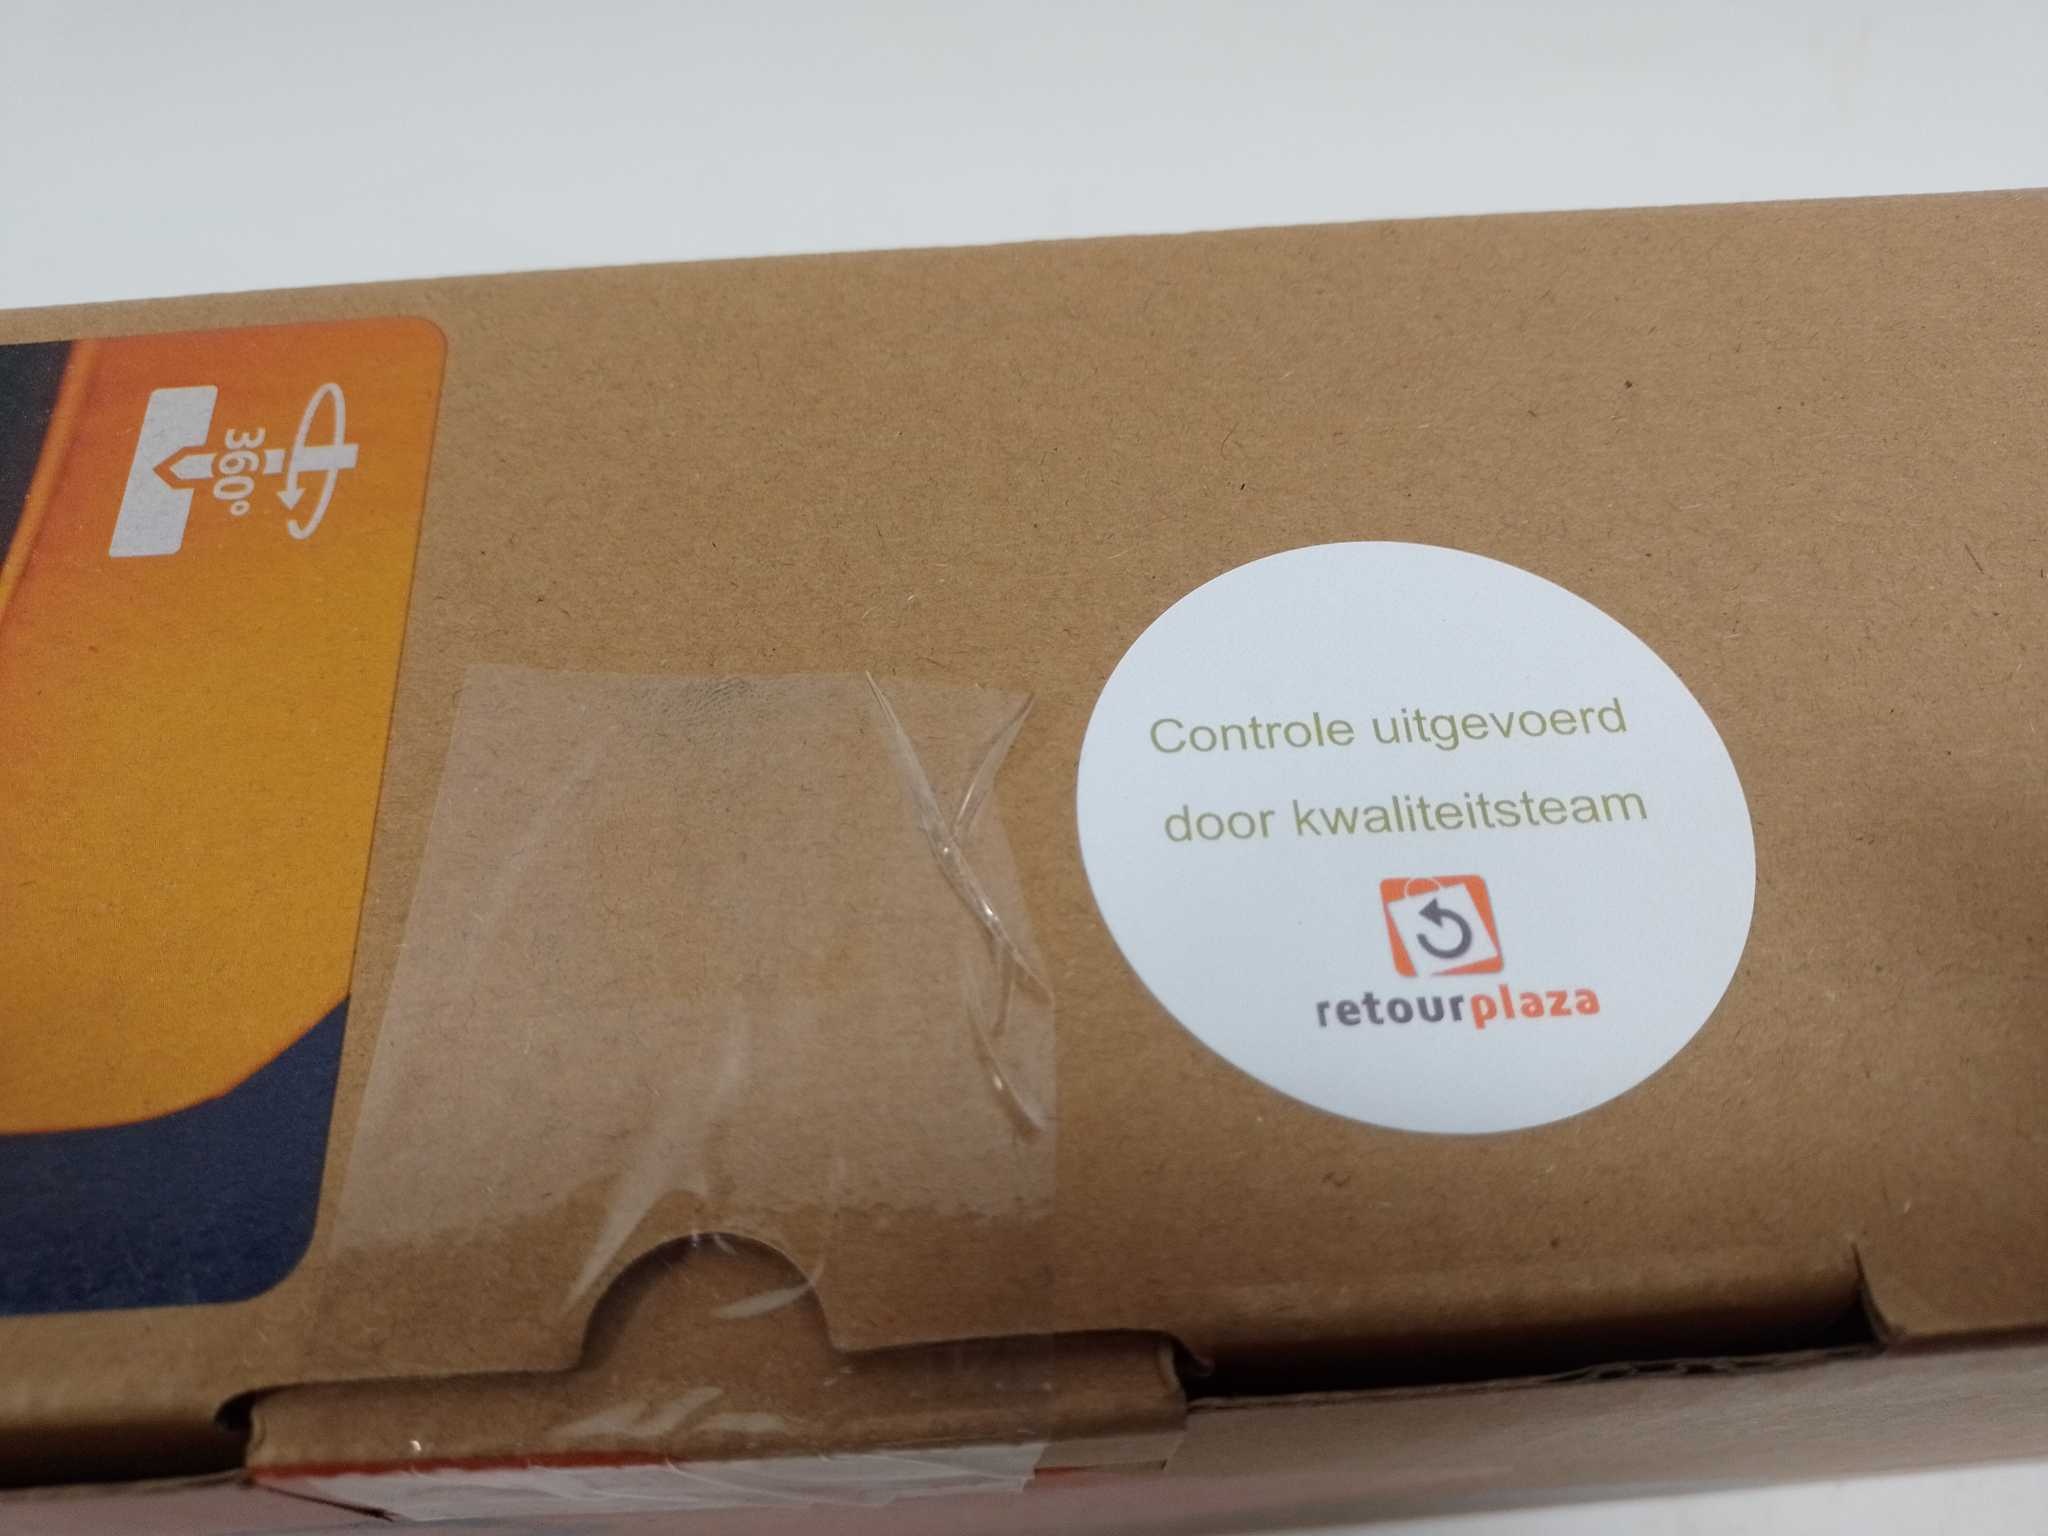 360°
Controle uitgevoerd
door kwaliteitsteam
retourplaza